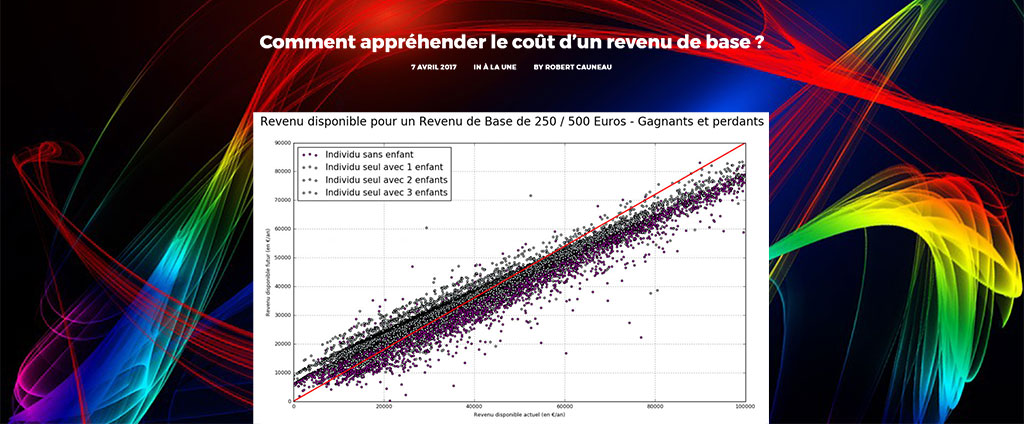 Comment appréhender le coût d'un revenu de base ?
7 AVRIL 2017 IN À LA UNE BY ROBERT CAUNEAU
Revenu disponible pour un Revenu de Base de 250 / 500 Euros - Gagnants et perdants
90000
Individu sans enfant
Individu seul avec 1 enfant
80000
Individu seul avec 2 enfants
Individu seul avec 3 enfants
70000
60000
50000
40000
30000
20000
10000
0
Revenu disponible futur (en €/an)
0 20000 40000 60000 80000 100000
Revenu disponible actuel (en €/an)